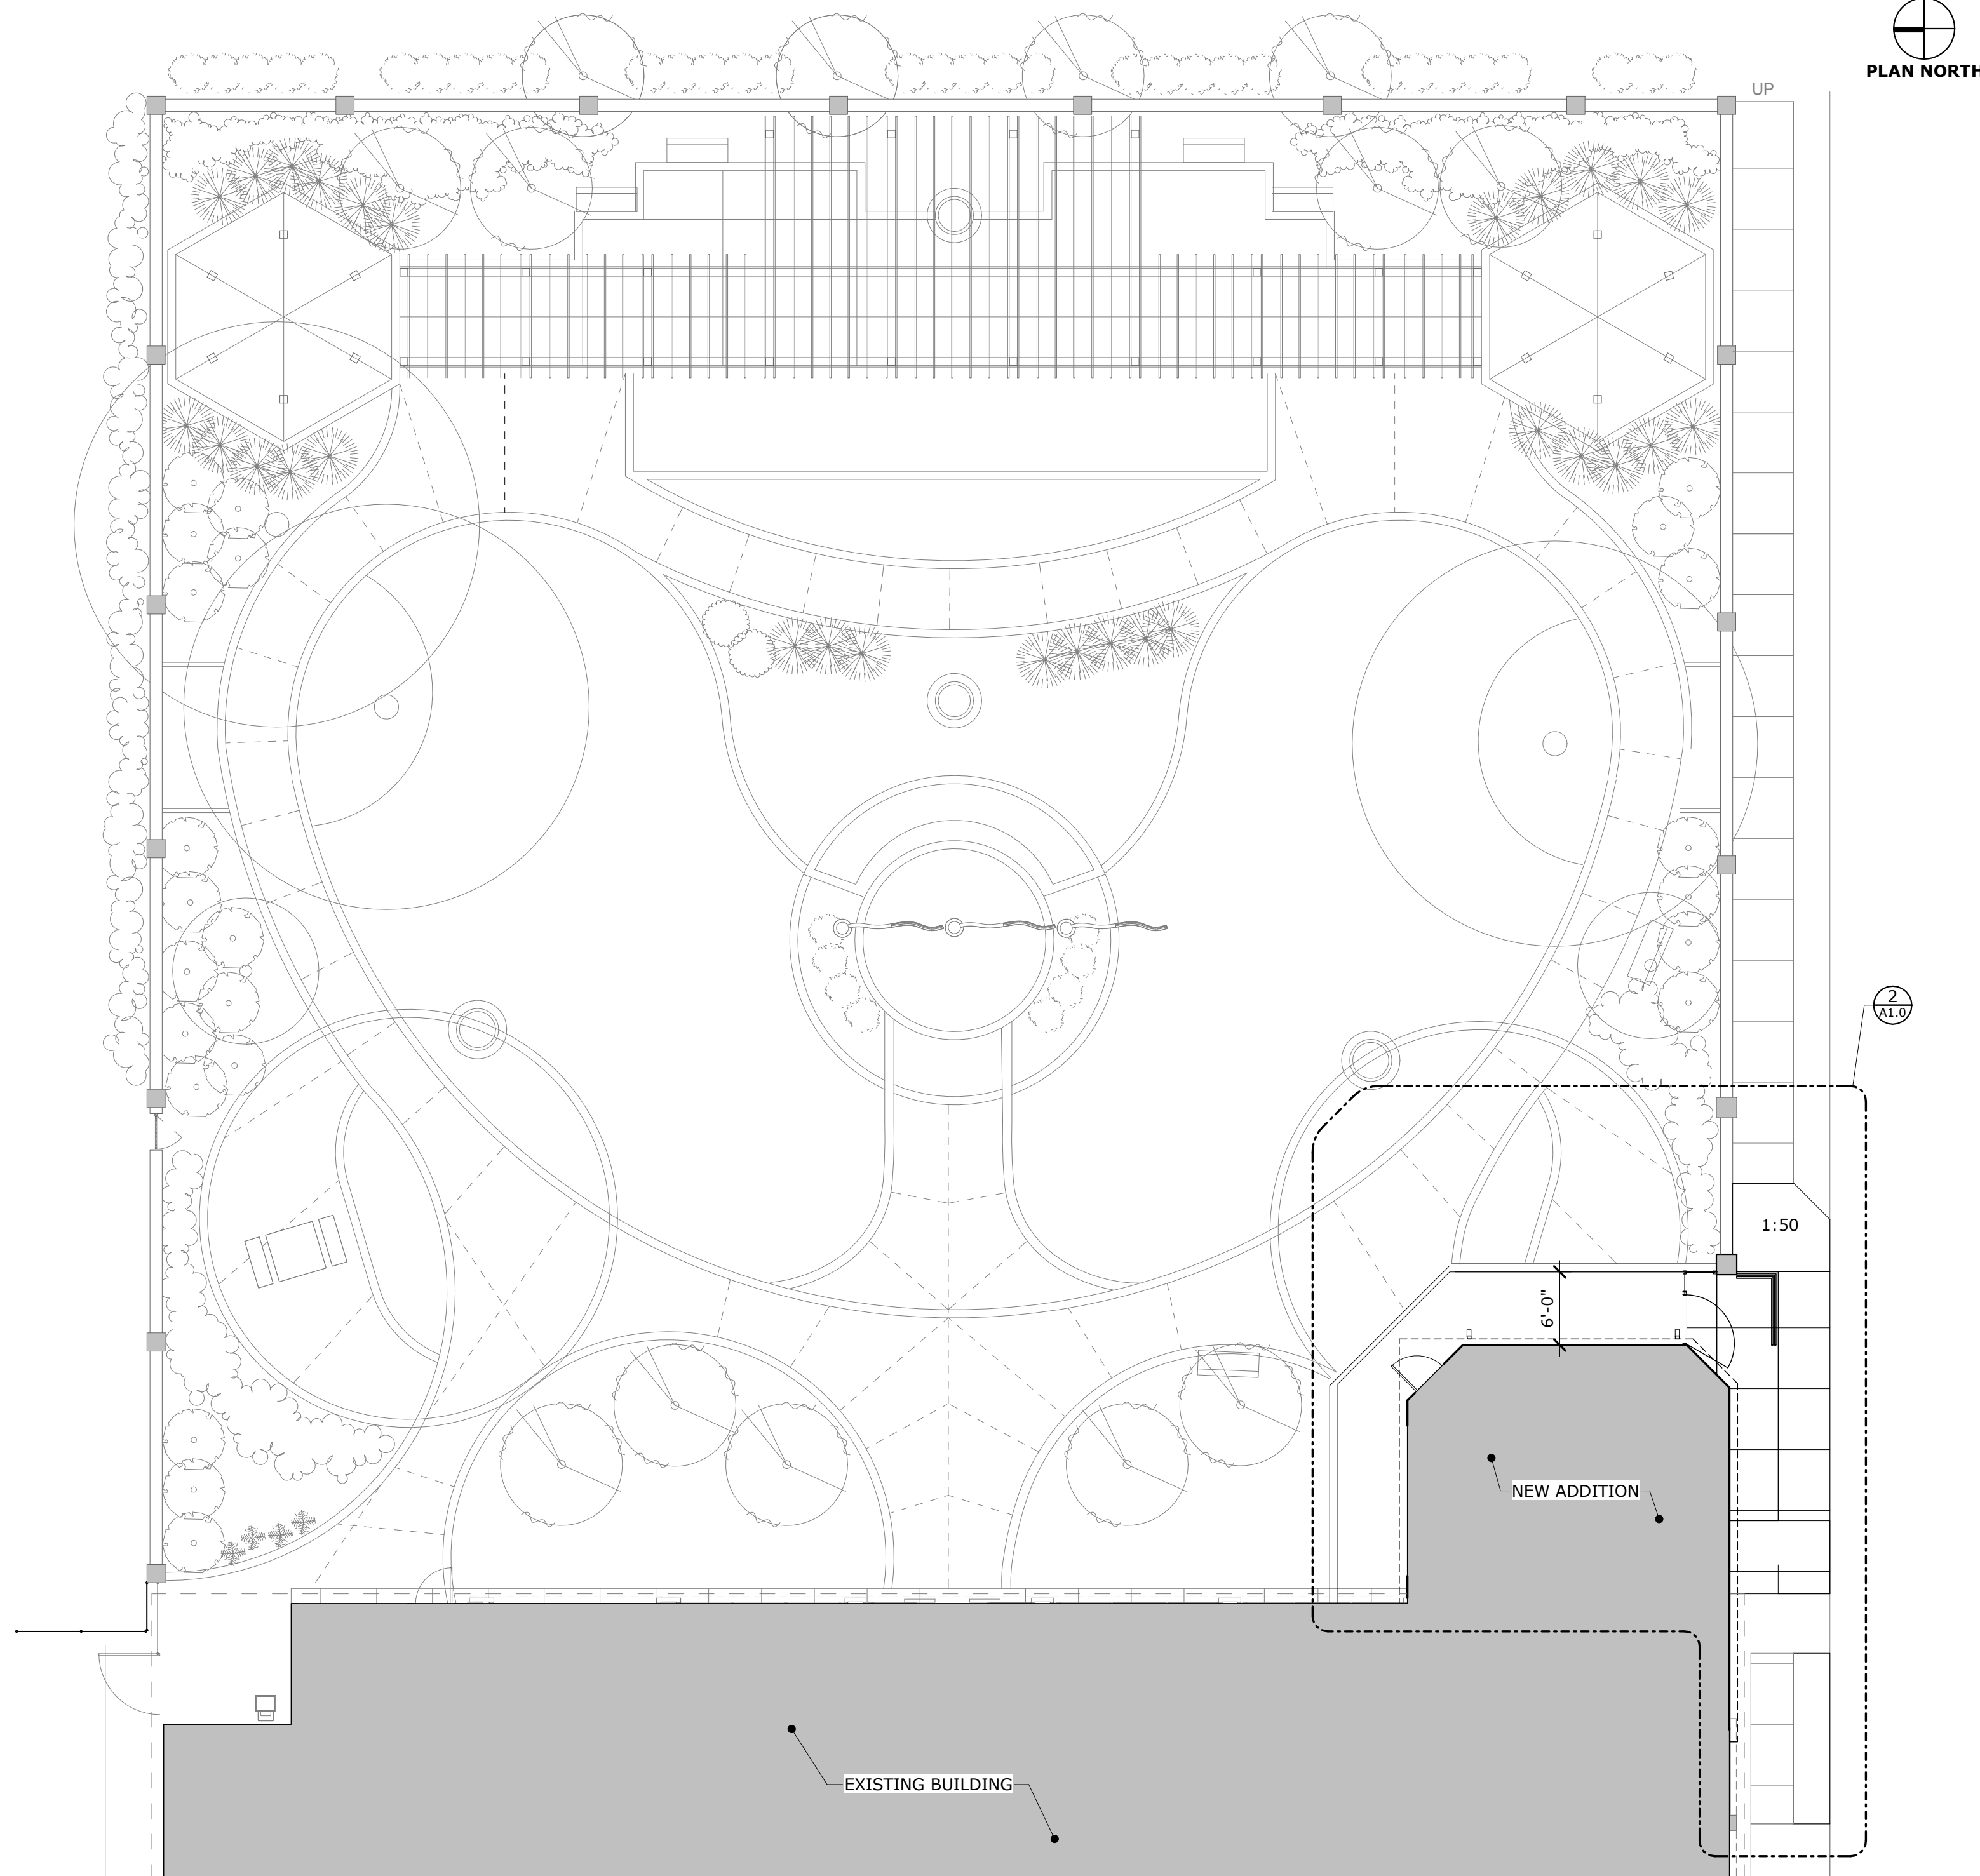 PLAN NORTH
UP
2
A1.0
1:50
6'-0"
NEW ADDITION
EXISTING BUILDING